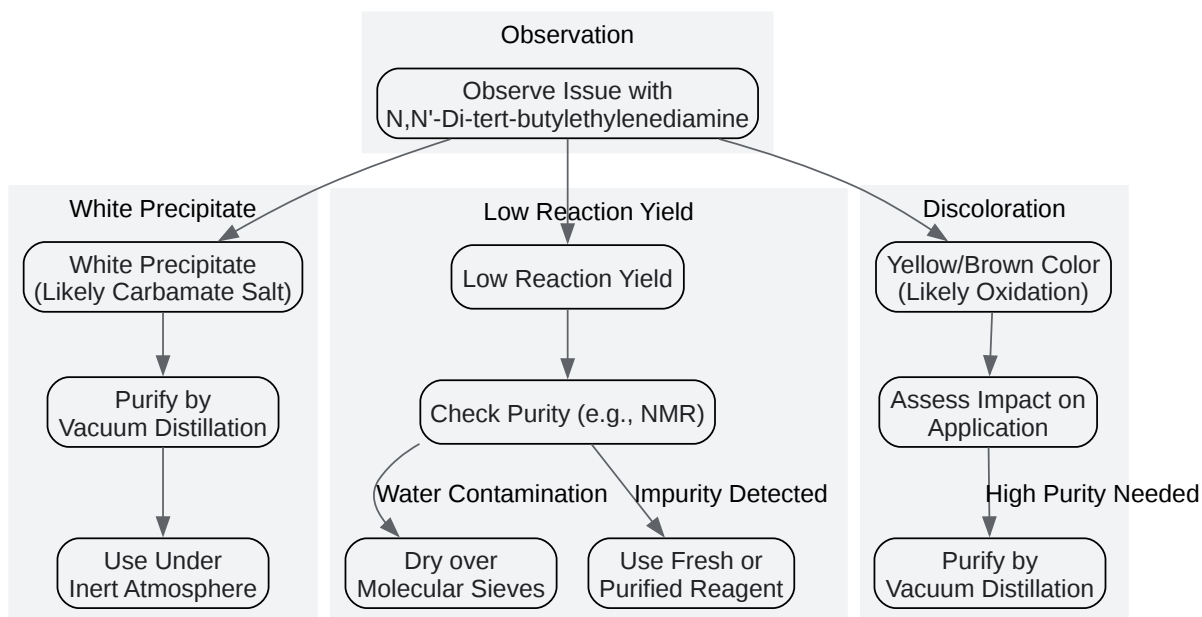 Observation
Observe Issue with
N,N'-Di-tert-butylethylenediamine
White Precipitate
Low Reaction Yield
Discoloration
White Precipitate
(Likely Carbamate Salt)
Low Reaction Yield
Yellow/Brown Color
(Likely Oxidation)
Purify by
Vacuum Distillation
Check Purity (e.g., NMR)
Assess Impact on
Application
Water Contamination
Impurity Detected
High Purity Needed
Use Under
Inert Atmosphere
Dry over
Molecular Sieves
Use Fresh or
Purified Reagent
Purify by
Vacuum Distillation